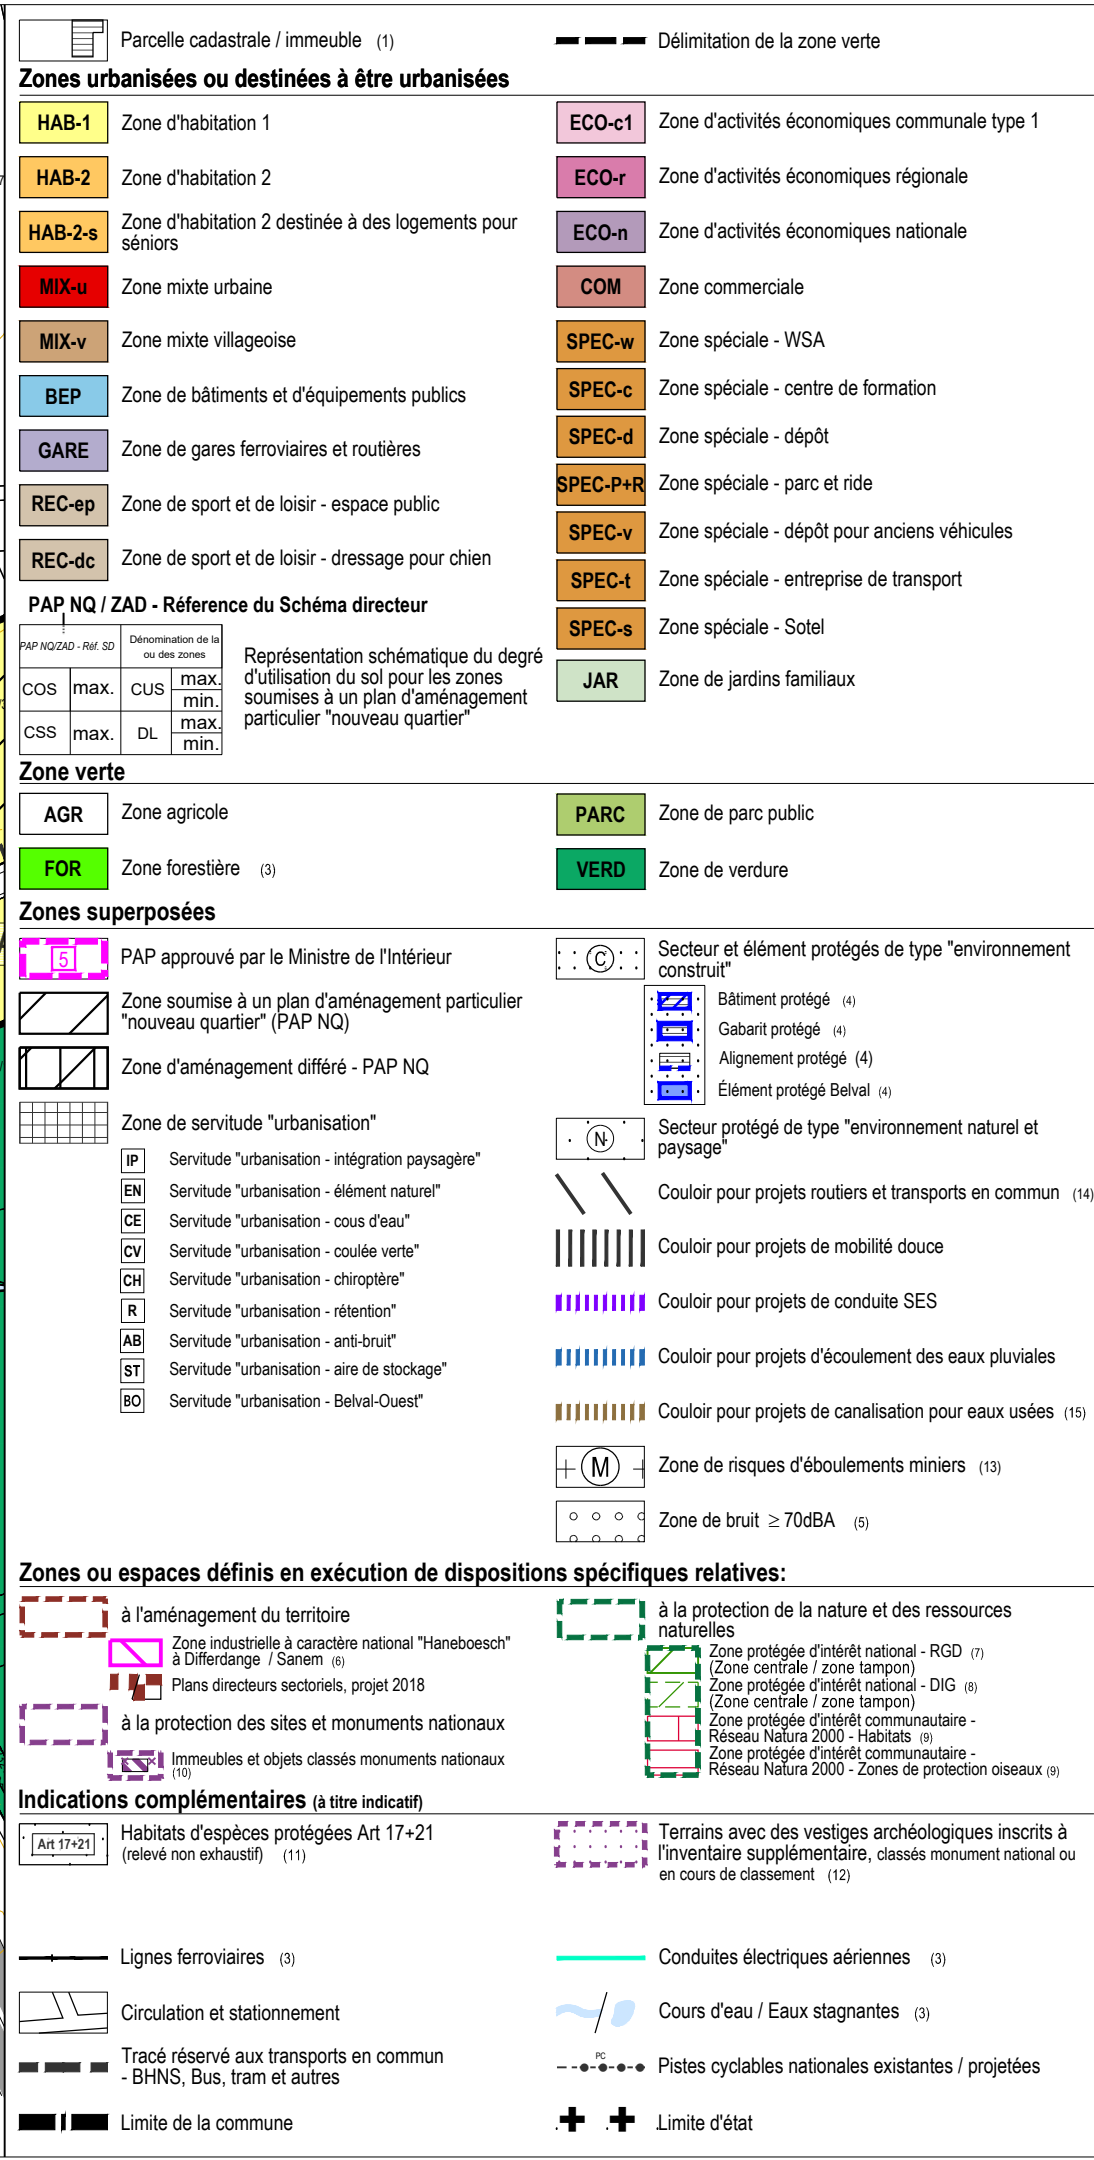 Parcelle cadastrale / immeuble (1)
Délimitation de la zone verte
Zones urbanisées ou destinées à être urbanisées
HAB-1 Zone d'habitation 1
HAB-2 Zone d'habitation 2
HAB-2-s Zone d'habitation 2 destinée à des logements pour
séniors
MIX-u Zone mixte urbaine
MIX-v Zone mixte villageoise
BEP Zone de bâtiments et d'équipements publics
GARE Zone de gares ferroviaires et routières
REC-ep Zone de sport et de loisir - espace public
REC-dc Zone de sport et de loisir - dressage pour chien
ECO-c1 Zone d'activités économiques communale type 1
ECO-r Zone d'activités économiques régionale
ECO-n Zone d'activités économiques nationale
COM Zone commerciale
SPEC-w Zone spéciale - WSA
SPEC-c Zone spéciale - centre de formation
SPEC-d Zone spéciale - dépôt
SPEC-P+R Zone spéciale - parc et ride
SPEC-v Zone spéciale - dépôt pour anciens véhicules
SPEC-t Zone spéciale - entreprise de transport
SPEC-s Zone spéciale - Sotel
JAR Zone de jardins familiaux
PAP NQ / ZAD - Réference du Schéma directeur
PAP NQ/ZAD - Réf. SD
Dénomination de la
ou des zones
COS max. CUS max.
min.
CSS max. DL max.
min.
Représentation schématique du degré
d'utilisation du sol pour les zones
soumises à un plan d'aménagement
particulier "nouveau quartier"
Zone verte
AGR Zone agricole
FOR Zone forestière (3)
PARC Zone de parc public
VERD Zone de verdure
Zones superposées
5 PAP approuvé par le Ministre de l'Intérieur
Zone soumise à un plan d'aménagement particulier
"nouveau quartier" (PAP NQ)
Zone d'aménagement différé - PAP NQ
Zone de servitude "urbanisation"
IP Servitude "urbanisation - intégration paysagère"
EN Servitude "urbanisation - élément naturel"
CE Servitude "urbanisation - cous d'eau"
CV Servitude "urbanisation - coulée verte"
CH Servitude "urbanisation - chiroptère"
R Servitude "urbanisation - rétention"
AB Servitude "urbanisation - anti-bruit"
ST Servitude "urbanisation - aire de stockage"
BO Servitude "urbanisation - Belval-Ouest"
C Secteur et élément protégés de type "environnement
construit"
Bâtiment protégé (4)
Gabarit protégé (4)
Alignement protégé (4)
Élément protégé Belval (4)
N Secteur protégé de type "environnement naturel et
paysage"
Couloir pour projets routiers et transports en commun (14)
Couloir pour projets de mobilité douce
Couloir pour projets de conduite SES
Couloir pour projets d'écoulement des eaux pluviales
Couloir pour projets de canalisation pour eaux usées (15)
M Zone de risques d'éboulements miniers (13)
Zone de bruit ≥ 70dBA (5)
Zones ou espaces définis en exécution de dispositions spécifiques relatives:
à l'aménagement du territoire
Zone industrielle à caractère national "Haneboesch"
à Differdange / Sanem (6)
Plans directeurs sectoriels, projet 2018
à la protection des sites et monuments nationaux
Immeubles et objets classés monuments nationaux
(10)
à la protection de la nature et des ressources
naturelles
Zone protégée d'intérêt national - RGD (7)
(Zone centrale / zone tampon)
Zone protégée d'intérêt national - DIG (8)
(Zone centrale / zone tampon)
Zone protégée d'intérêt communautaire -
Réseau Natura 2000 - Habitats (9)
Zone protégée d'intérêt communautaire -
Réseau Natura 2000 - Zones de protection oiseaux (9)
Indications complémentaires (à titre indicatif)
Art 17+21 Habitats d'espèces protégées Art 17+21
(relevé non exhaustif) (11)
Terrains avec des vestiges archéologiques inscrits à
l'inventaire supplémentaire, classés monument national ou
en cours de classement (12)
Lignes ferroviaires (3)
Conduites électriques aériennes (3)
Circulation et stationnement
Cours d'eau / Eaux stagnantes (3)
Tracé réservé aux transports en commun
- BHNS, Bus, tram et autres
PC Pistes cyclables nationales existantes / projetées
Limite de la commune
Limite d'état